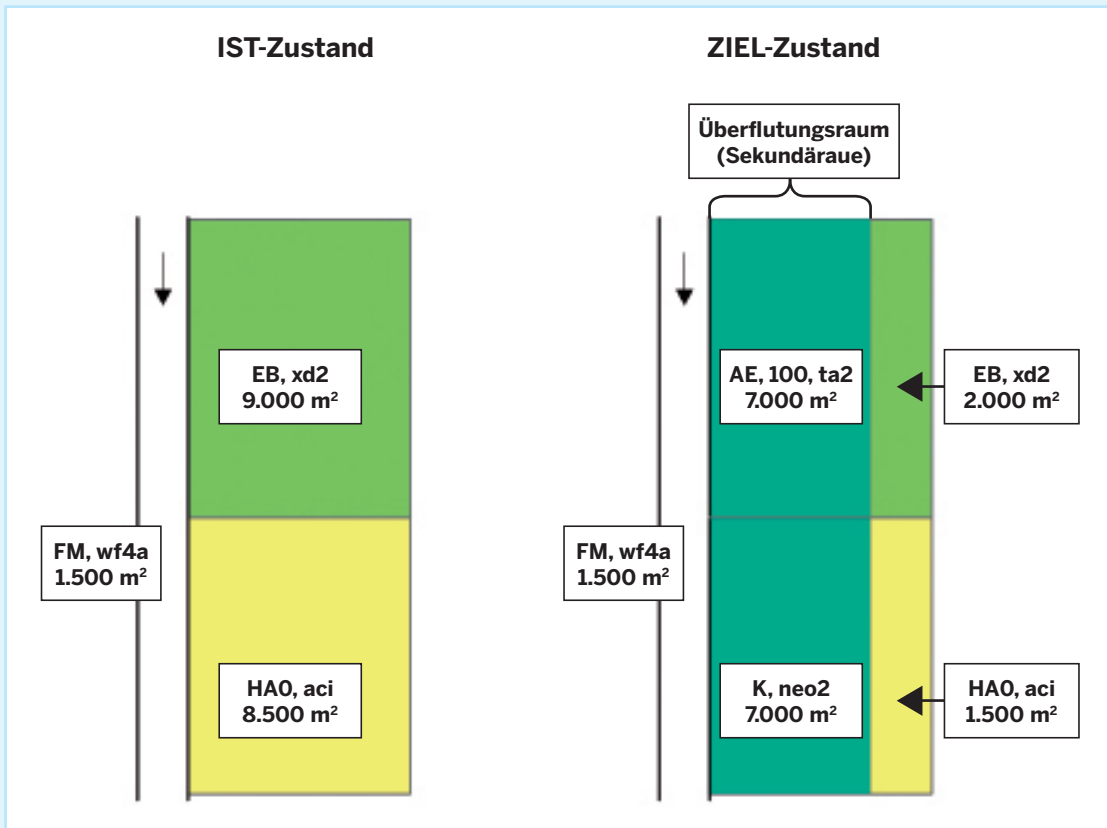 IST-Zustand
ZIEL-Zustand
Überflutungsraum
(Sekundäraue)
EB, xd2
9.000 m²
AE, 100, ta2
7.000 m²
EB, xd2
2.000 m²
FM, wf4a
1.500 m²
FM, wf4a
1.500 m²
HA0, aci
8.500 m²
K, neo2
7.000 m²
HA0, aci
1.500 m²